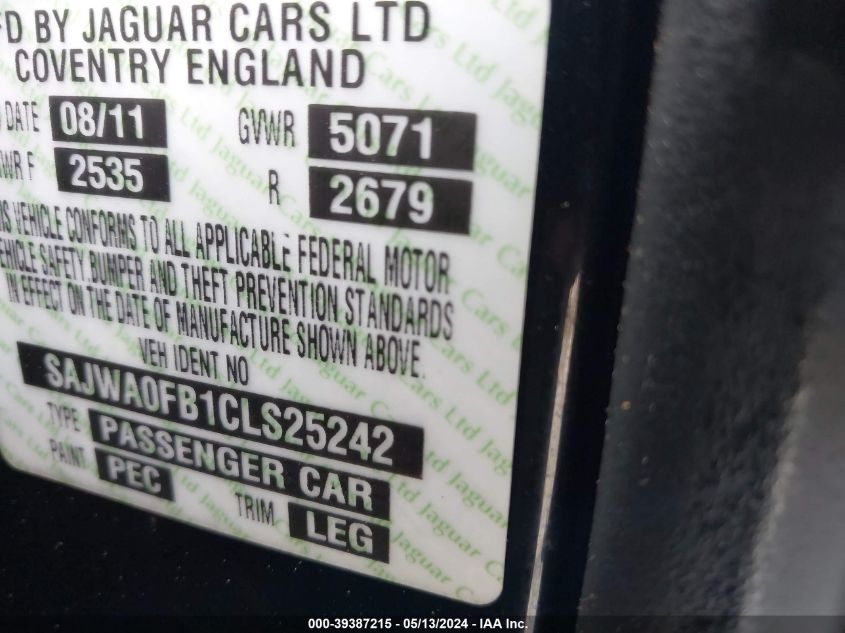 BY JAGUAR CARS LTD
COVENTRY ENGLAND
DATE 08/11 GVWR 5071
F 2535 R 2679
VEHICLE CONFORMS TO ALL APPLICABLE FEDERAL MOTOR
VEHICLE SAFETY, BUMPER AND THEFT PREVENTION STANDARDS
IN EFFECT ON THE DATE OF MANUFACTURE SHOWN ABOVE.
VEH IDENT NO
SAJWA0FB1CLS25242
TYPE PASSENGER CAR
PAINT PEC TRIM LEG
000-39387215 - 05/13/2024 - IAA Inc.